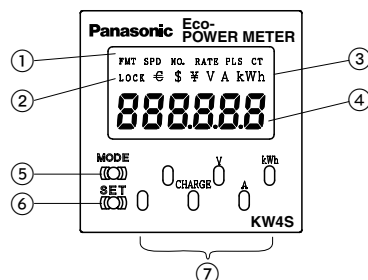 Panasonic Eco-POWER METER
① FMT SPD NO. RATE PLS CT
② LOCK € $ ¥ V A kWh ③
888888 ④
⑤ MODE V kWh
⑥ SET CHARGE A
KW4S
⑦